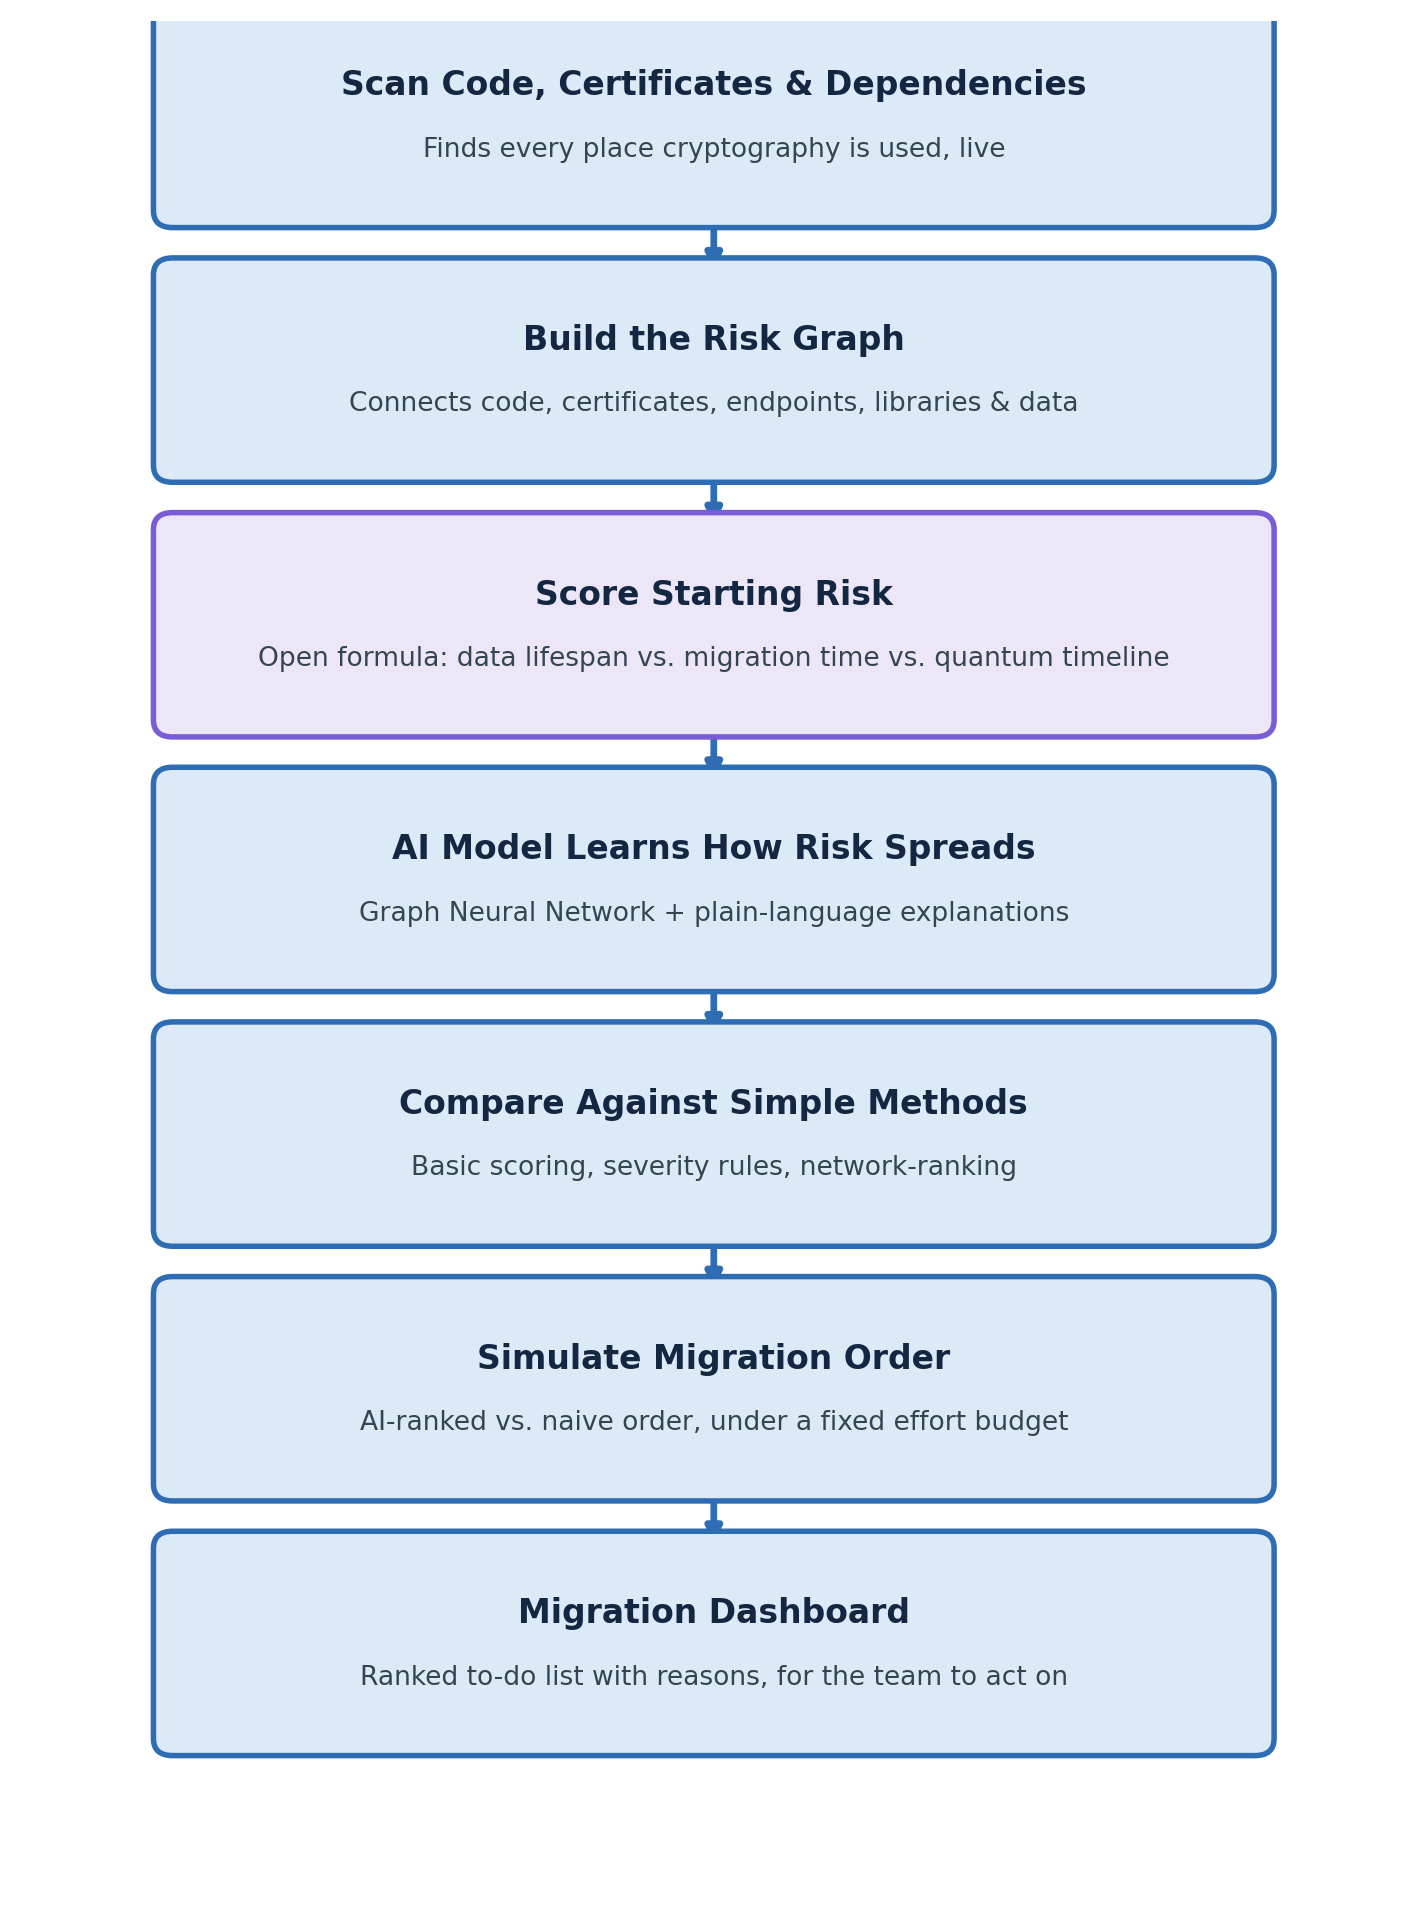 Scan Code, Certificates & Dependencies
Finds every place cryptography is used, live
Build the Risk Graph
Connects code, certificates, endpoints, libraries & data
Score Starting Risk
Open formula: data lifespan vs. migration time vs. quantum timeline
AI Model Learns How Risk Spreads
Graph Neural Network + plain-language explanations
Compare Against Simple Methods
Basic scoring, severity rules, network-ranking
Simulate Migration Order
AI-ranked vs. naive order, under a fixed effort budget
Migration Dashboard
Ranked to-do list with reasons, for the team to act on